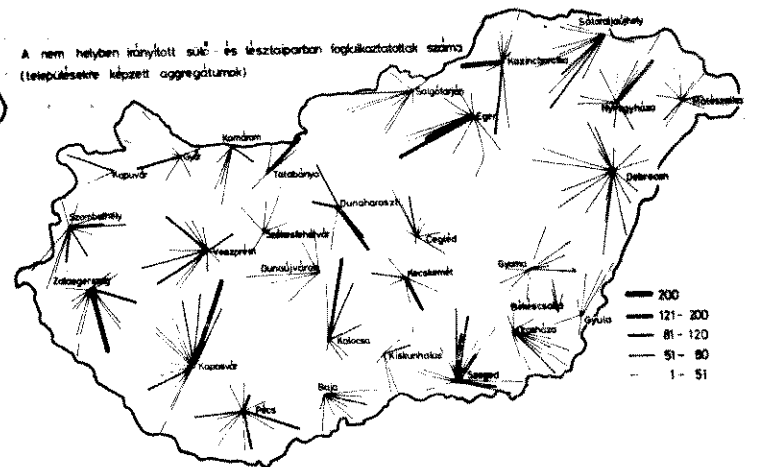 A nem helyben irányított sütő- és tésztaiparban foglalkoztatottak száma
(településekre képzett aggregátumok)
Sátoraljaújhely
Kazincbarcika
Salgótarján
Mátészalka
Nyíregyháza
Eger
Komárom
Győr
Kapuvár
Tatabánya
Debrecen
Dunaharaszti
Szombathely
Székesfehérvár
Cegléd
Veszprém
Dunaújváros
Gyoma
Kecskemét
Zalaegerszeg
Békéscsaba
200
121 - 200
81 - 120
51 - 80
1 - 51
Gyula
Orosháza
Kalocsa
Kiskunhalas
Kaposvár
Szeged
Baja
Pécs